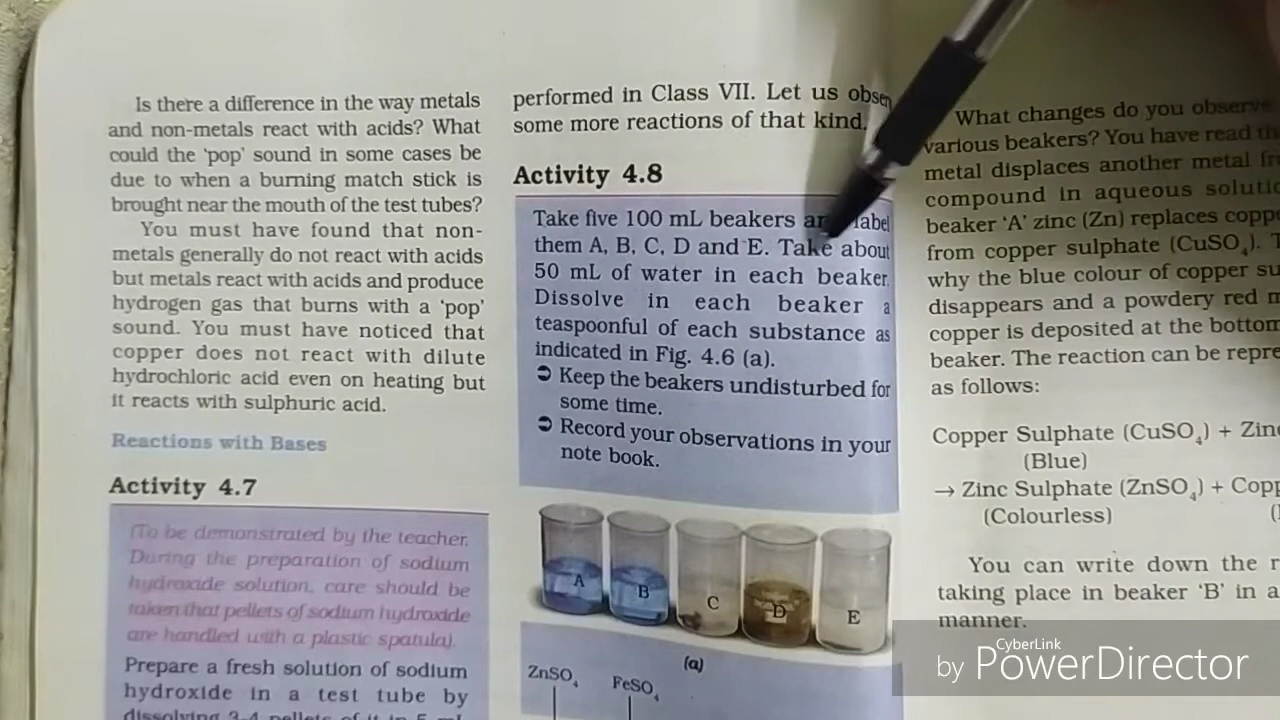 Is there a difference in the way metals
and non-metals react with acids? What
could the 'pop' sound in some cases be
due to when a burning match stick is
brought near the mouth of the test tubes?
You must have found that non-
metals generally do not react with acids
but metals react with acids and produce
hydrogen gas that burns with a 'pop'
sound. You must have noticed that
copper does not react with dilute
hydrochloric acid even on heating but
it reacts with sulphuric acid.
Reactions with Bases
Activity 4.7
(To be demonstrated by the teacher.
During the preparation of sodium
hydroxide solution, care should be
taken that pellets of sodium hydroxide
are handled with a plastic spatula).
Prepare a fresh solution of sodium
hydroxide in a test tube by
dissolving 3-4 pellets of it in 5 mL
performed in Class VII. Let us
some more reactions of that kind.
Activity 4.8
Take five 100 mL beakers label
them A, B, C, D and E. Take about
50 mL of water in each beaker.
Dissolve in each beaker a
teaspoonful of each substance as
indicated in Fig. 4.6 (a).
➲ Keep the beakers undisturbed for
some time.
➲ Record your observations in your
note book.
A B C D E
(a)
ZnSO₄ FeSO₄
What changes do you observe
various beakers? You have read
metal displaces another metal
compound in aqueous
beaker 'A' zinc (Zn) replaces
from copper sulphate (CuSO₄).
why the blue colour of copper
disappears and a powdery red
copper is deposited at the bottom
beaker. The reaction can be
as follows:
Copper Sulphate (CuSO₄) +
(Blue)
→ Zinc Sulphate (ZnSO₄) +
(Colourless)
You can write down the
taking place in beaker 'B' in a
manner.
CyberLink
by PowerDirector